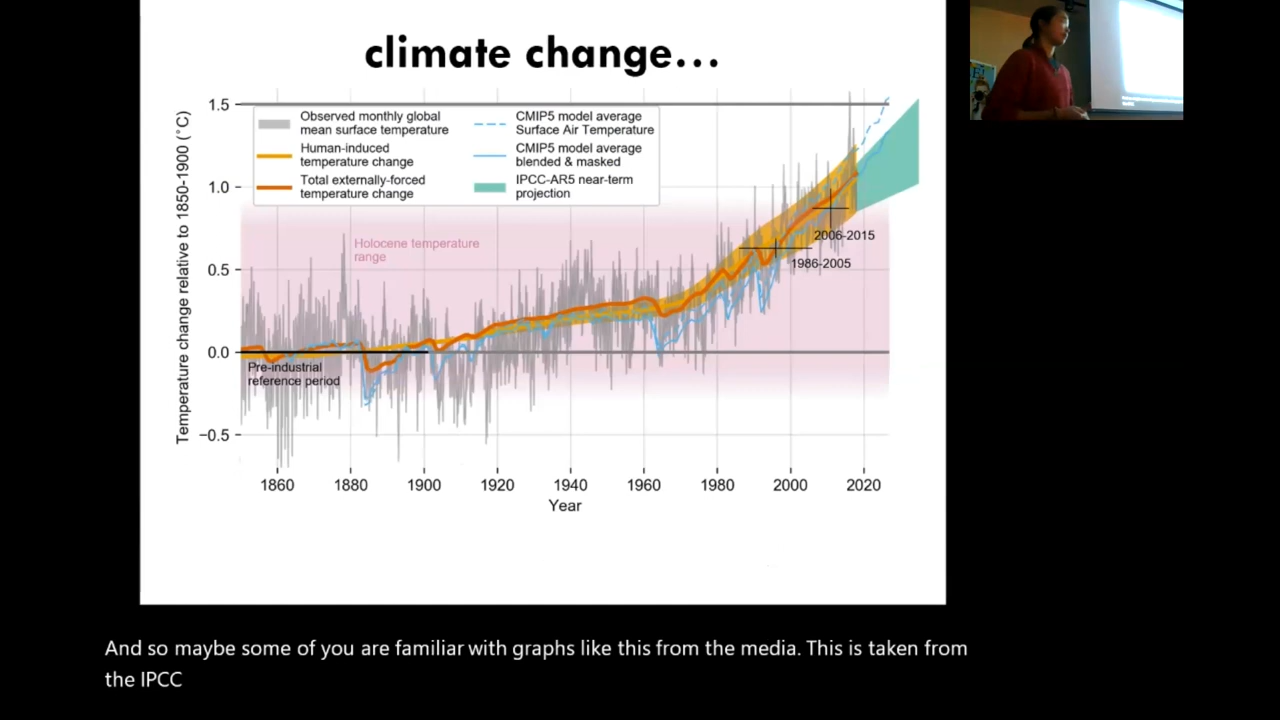 climate change...
Temperature change relative to 1850-1900 (°C)
1.5
1.0
0.5
0.0
−0.5
Observed monthly global
mean surface temperature
Human-induced
temperature change
Total externally-forced
temperature change
CMIP5 model average
Surface Air Temperature
CMIP5 model average
blended & masked
IPCC-AR5 near-term
projection
Holocene temperature
range
2006-2015
1986-2005
Pre-industrial
reference period
1860 1880 1900 1920 1940 1960 1980 2000 2020
Year
And so maybe some of you are familiar with graphs like this from the media. This is taken from
the IPCC